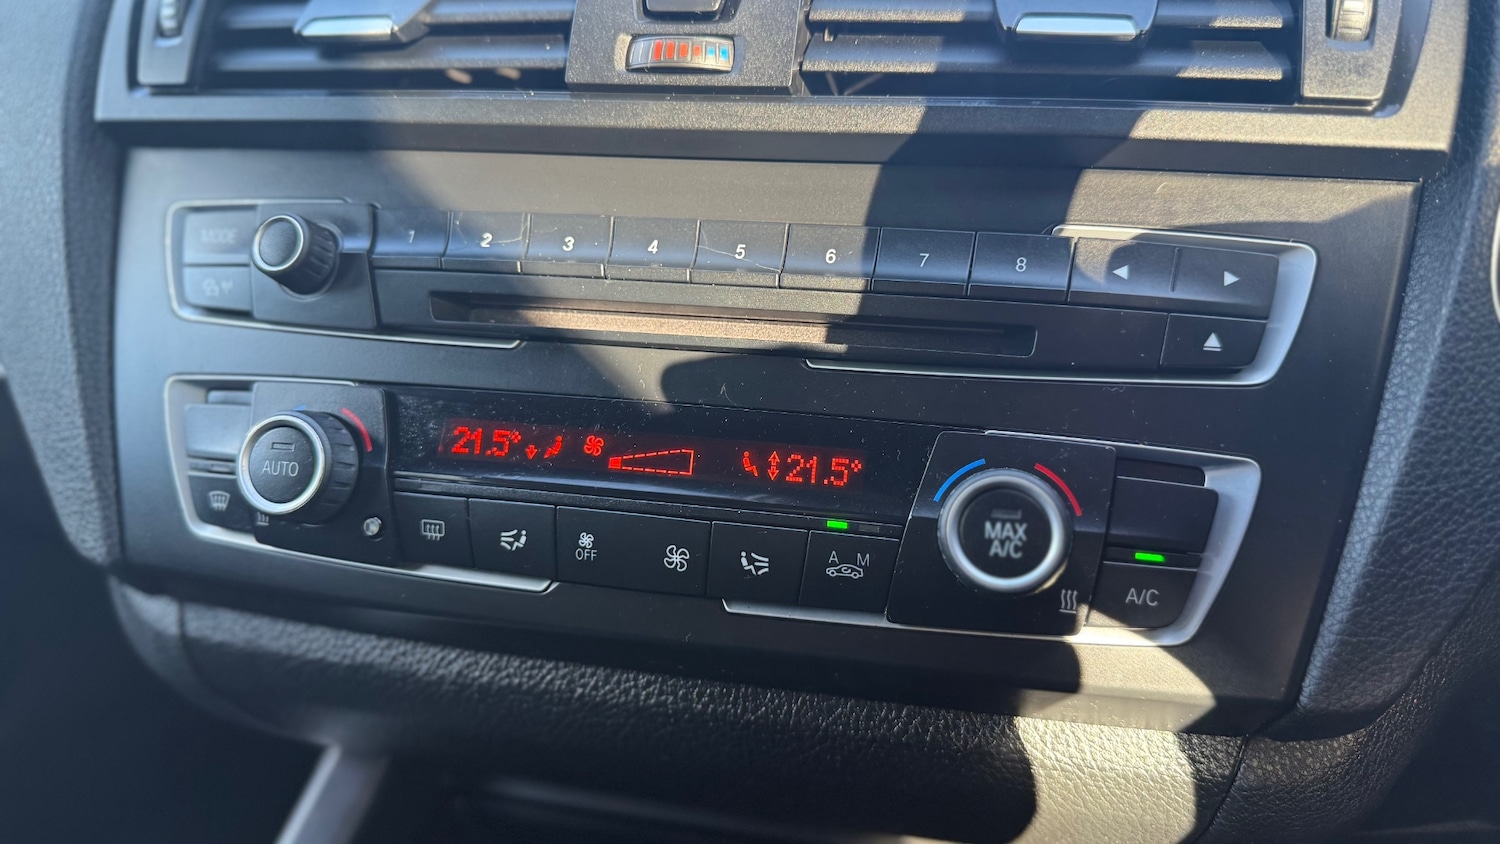 MODE
1 2 3 4 5 6 7 8
21.5° 21.5°
AUTO
OFF
A M
MAX
A/C
A/C